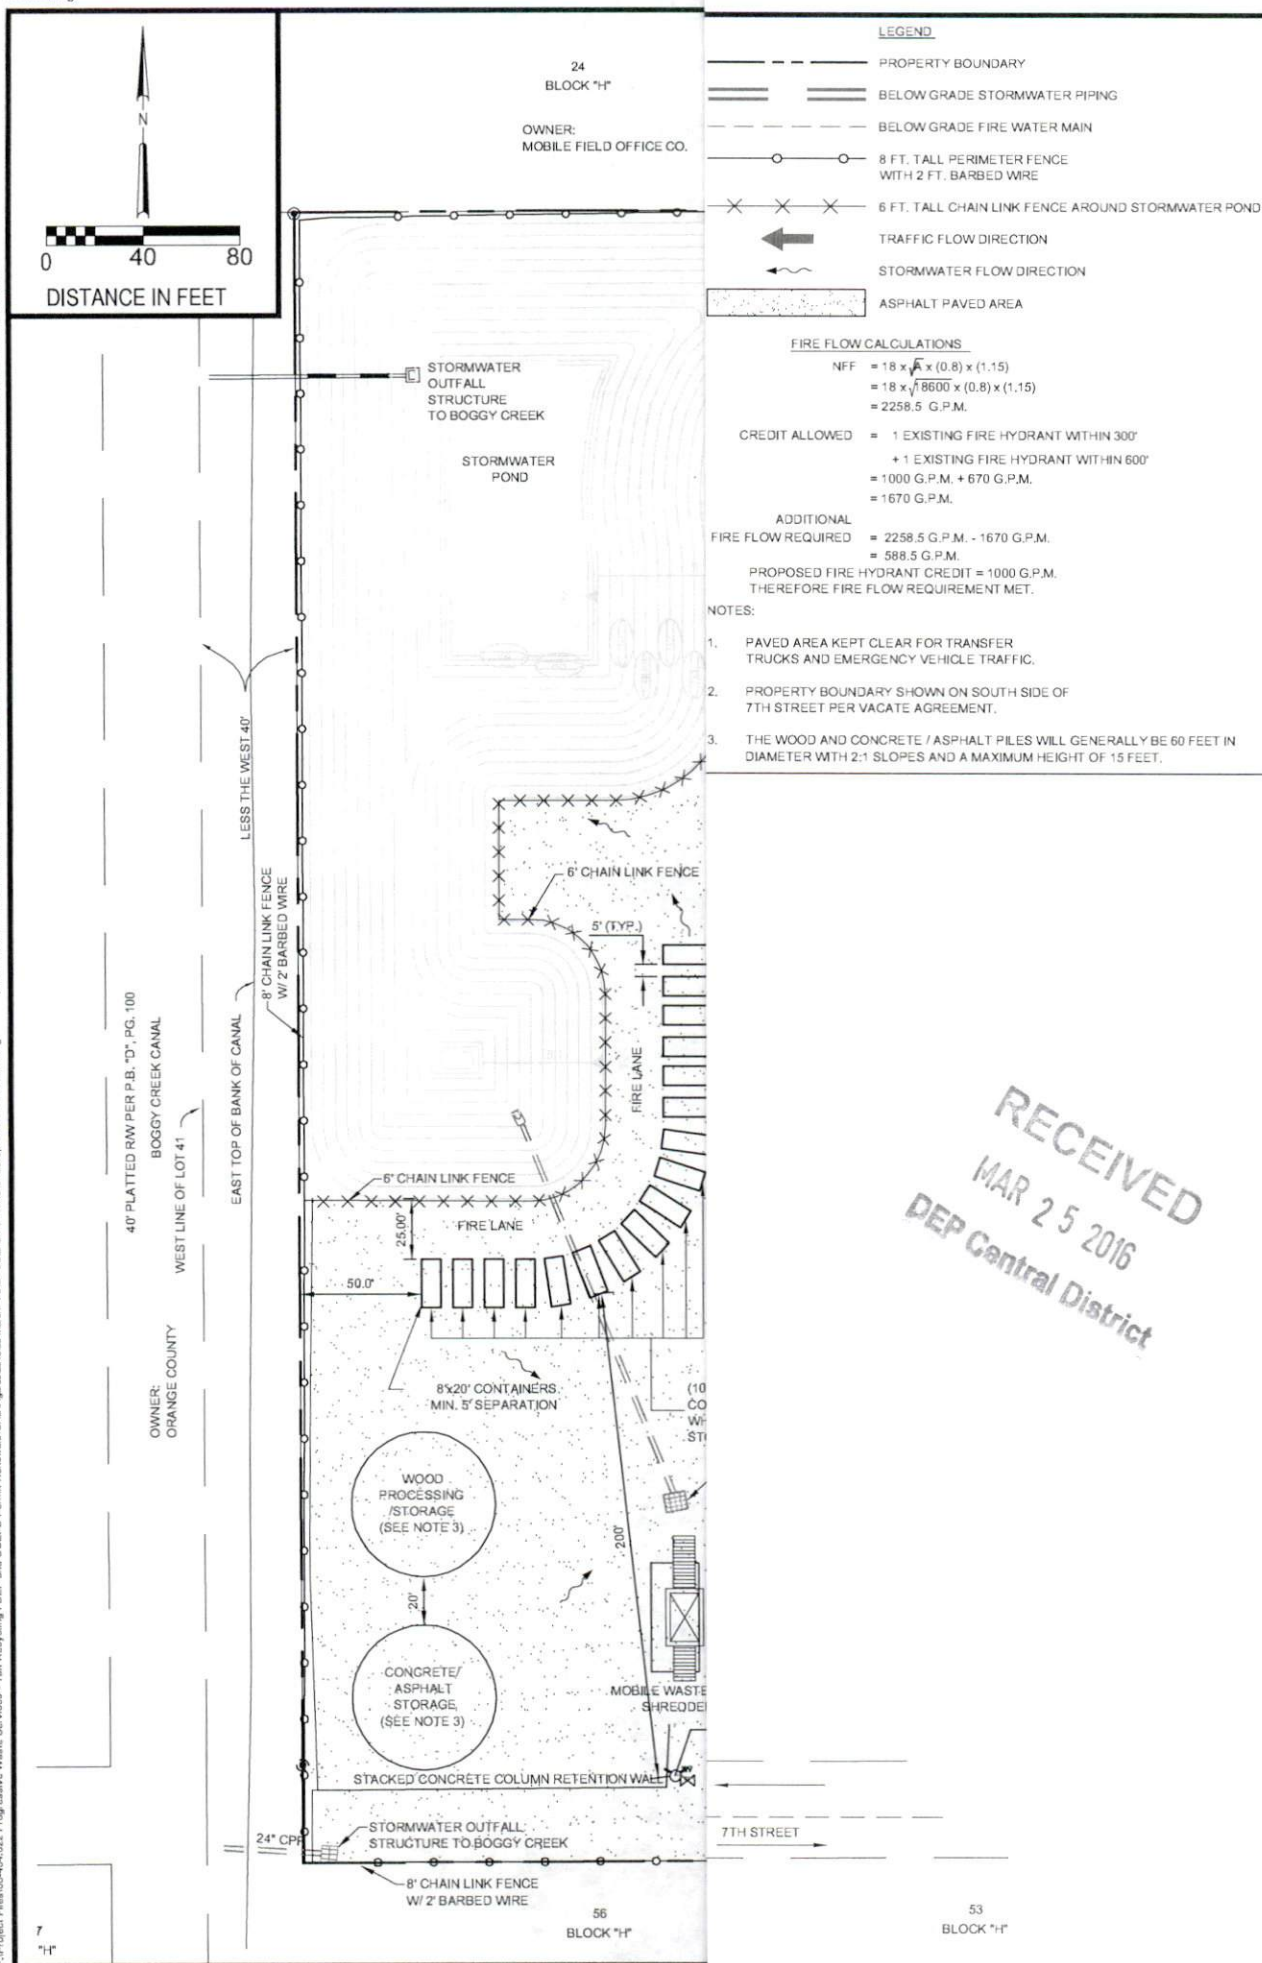 N
0 40 80
DISTANCE IN FEET
24
BLOCK "H"
OWNER:
MOBILE FIELD OFFICE CO.
LEGEND
PROPERTY BOUNDARY
BELOW GRADE STORMWATER PIPING
BELOW GRADE FIRE WATER MAIN
8 FT. TALL PERIMETER FENCE
WITH 2 FT. BARBED WIRE
6 FT. TALL CHAIN LINK FENCE AROUND STORMWATER POND
TRAFFIC FLOW DIRECTION
STORMWATER FLOW DIRECTION
ASPHALT PAVED AREA
FIRE FLOW CALCULATIONS
NFF = 18 x √A x (0.8) x (1.15)
= 18 x √18600 x (0.8) x (1.15)
= 2258.5 G.P.M.
CREDIT ALLOWED = 1 EXISTING FIRE HYDRANT WITHIN 300'
+ 1 EXISTING FIRE HYDRANT WITHIN 600'
= 1000 G.P.M. + 670 G.P.M.
= 1670 G.P.M.
ADDITIONAL
FIRE FLOW REQUIRED = 2258.5 G.P.M. - 1670 G.P.M.
= 588.5 G.P.M.
PROPOSED FIRE HYDRANT CREDIT = 1000 G.P.M.
THEREFORE FIRE FLOW REQUIREMENT MET.
NOTES:
1. PAVED AREA KEPT CLEAR FOR TRANSFER
TRUCKS AND EMERGENCY VEHICLE TRAFFIC.
2. PROPERTY BOUNDARY SHOWN ON SOUTH SIDE OF
7TH STREET PER VACATE AGREEMENT.
3. THE WOOD AND CONCRETE / ASPHALT PILES WILL GENERALLY BE 60 FEET IN
DIAMETER WITH 2:1 SLOPES AND A MAXIMUM HEIGHT OF 15 FEET.
STORMWATER
OUTFALL
STRUCTURE
TO BOGGY CREEK
STORMWATER
POND
LESS THE WEST 40'
8' CHAIN LINK FENCE
W/ 2' BARBED WIRE
EAST TOP OF BANK OF CANAL
40' PLATTED R/W PER P.B. "D", PG. 100
BOGGY CREEK CANAL
WEST LINE OF LOT 41
OWNER:
ORANGE COUNTY
6' CHAIN LINK FENCE
5' (TYP.)
FIRE LANE
6' CHAIN LINK FENCE
FIRE LANE
25.00'
50.0'
8'x20' CONTAINERS
MIN. 5' SEPARATION
(10
CO
WH
STO
WOOD
PROCESSING
/STORAGE
(SEE NOTE 3)
20'
200'
CONCRETE/
ASPHALT
STORAGE
(SEE NOTE 3)
MOBILE WASTE
SHREDDE
STACKED CONCRETE COLUMN RETENTION WALL
STORMWATER OUTFALL
STRUCTURE TO BOGGY CREEK
24" CPP
8' CHAIN LINK FENCE
W/ 2' BARBED WIRE
7TH STREET
56
BLOCK "H"
53
BLOCK "H"
7
"H"
RECEIVED
MAR 25 2016
DEP Central District